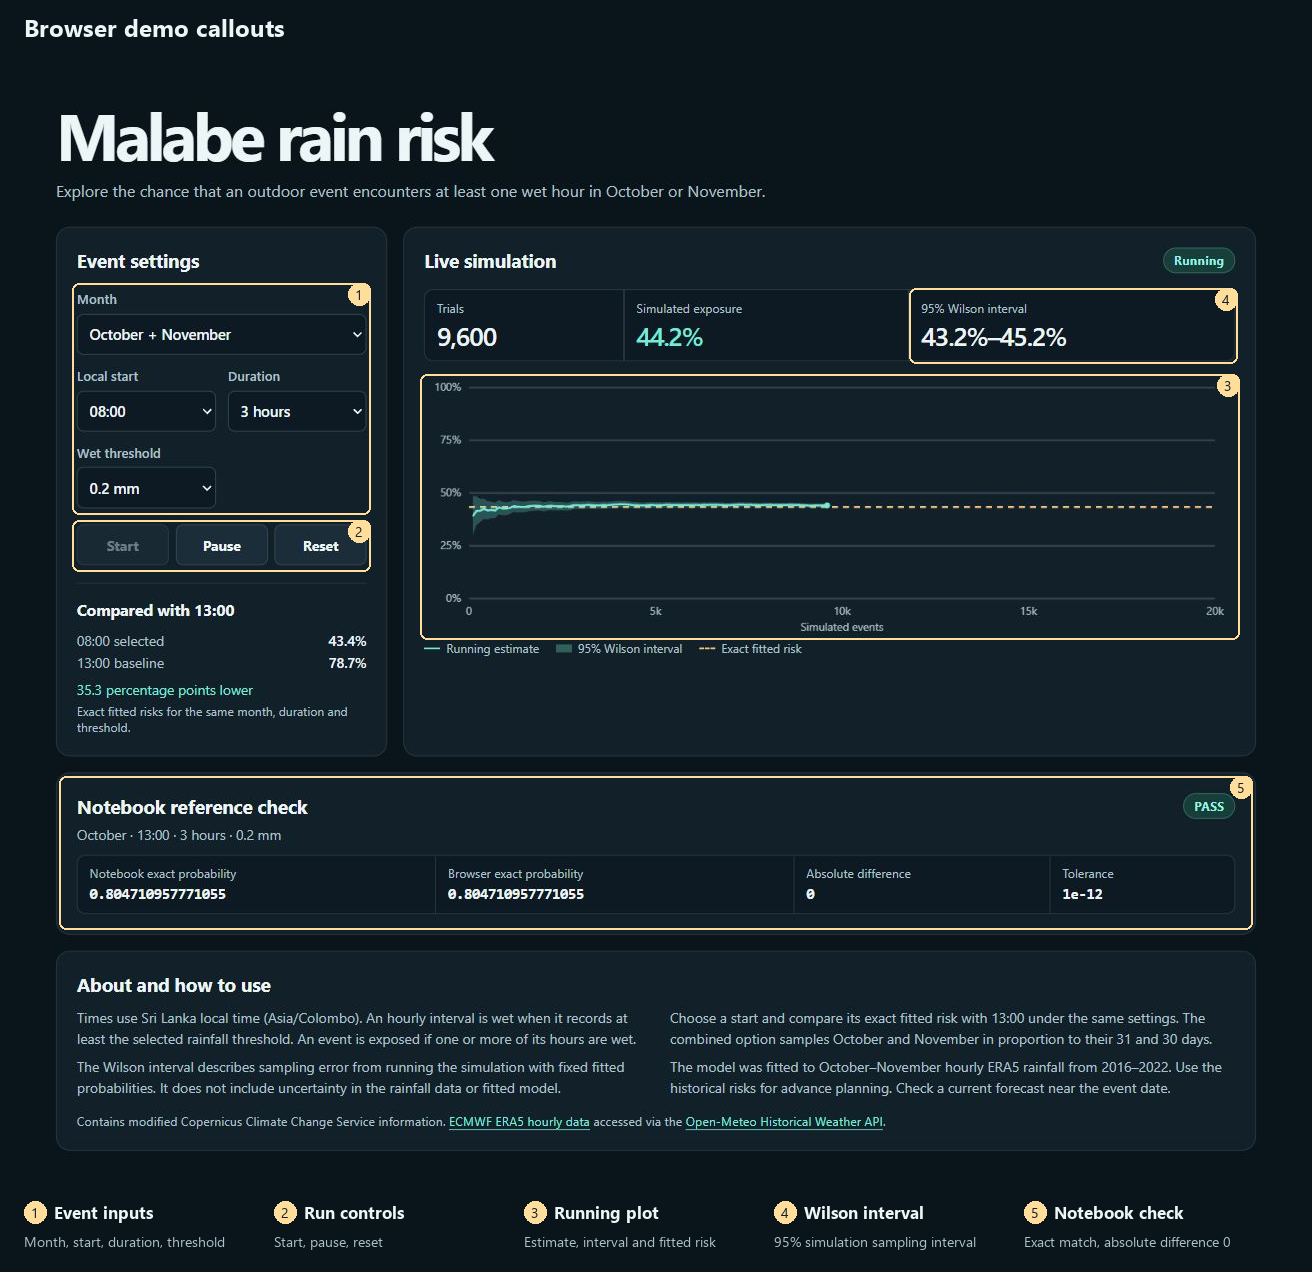 Browser demo callouts
Malabe rain risk
Explore the chance that an outdoor event encounters at least one wet hour in October or November.
Event settings
1
Month
October + November
Local start
Duration
08:00
3 hours
Wet threshold
0.2 mm
2
Start
Pause
Reset
Compared with 13:00
08:00 selected
43.4%
13:00 baseline
78.7%
35.3 percentage points lower
Exact fitted risks for the same month, duration and
threshold.
Live simulation
Running
Trials
9,600
Simulated exposure
44.2%
4
95% Wilson interval
43.2%–45.2%
3
100%
75%
50%
25%
0%
0
5k
10k
15k
20k
Simulated events
Running estimate
95% Wilson interval
Exact fitted risk
5
Notebook reference check
PASS
October · 13:00 · 3 hours · 0.2 mm
Notebook exact probability
0.804710957771055
Browser exact probability
0.804710957771055
Absolute difference
0
Tolerance
1e-12
About and how to use
Times use Sri Lanka local time (Asia/Colombo). An hourly interval is wet when it records at
least the selected rainfall threshold. An event is exposed if one or more of its hours are wet.
The Wilson interval describes sampling error from running the simulation with fixed fitted
probabilities. It does not include uncertainty in the rainfall data or fitted model.
Choose a start and compare its exact fitted risk with 13:00 under the same settings. The
combined option samples October and November in proportion to their 31 and 30 days.
The model was fitted to October–November hourly ERA5 rainfall from 2016–2022. Use the
historical risks for advance planning. Check a current forecast near the event date.
Contains modified Copernicus Climate Change Service information. ECMWF ERA5 hourly data accessed via the Open-Meteo Historical Weather API.
1 Event inputs
Month, start, duration, threshold
2 Run controls
Start, pause, reset
3 Running plot
Estimate, interval and fitted risk
4 Wilson interval
95% simulation sampling interval
5 Notebook check
Exact match, absolute difference 0